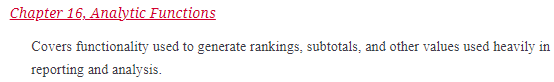 Chapter 16, Analytic Functions
Covers functionality used to generate rankings, subtotals, and other values used heavily in
reporting and analysis.